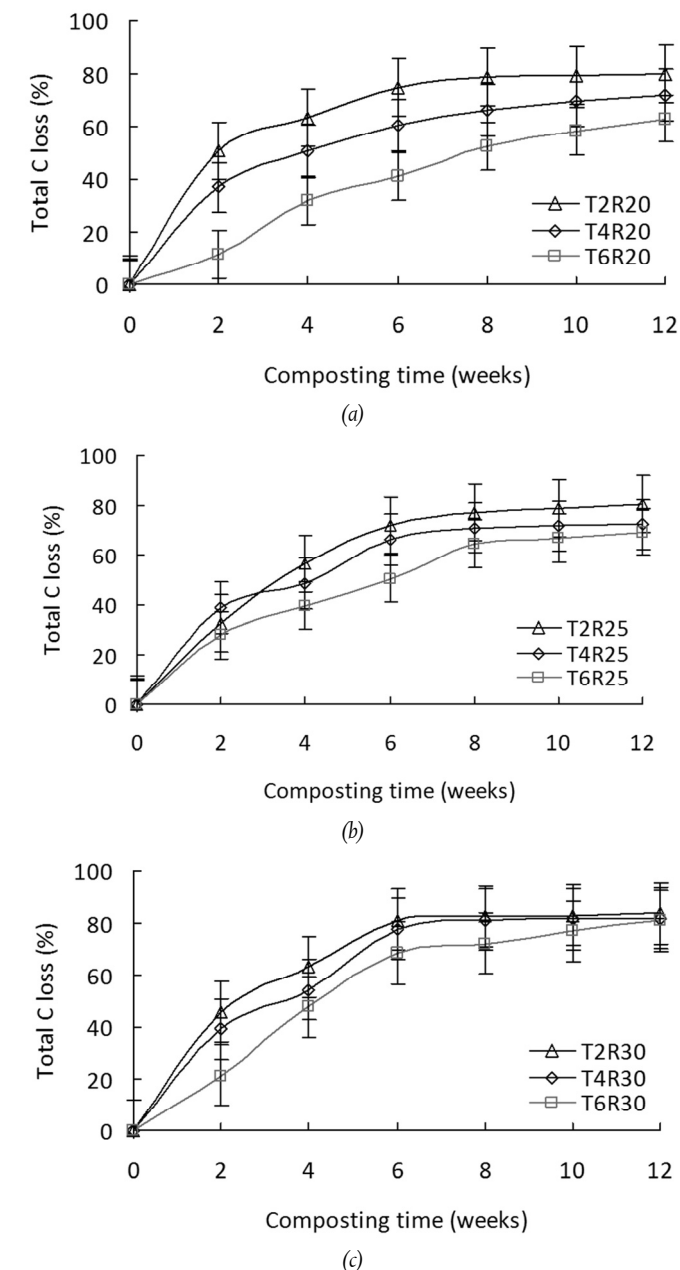 100
80
60
40
20
0
Total C loss (%)
T2R20
T4R20
T6R20
0 2 4 6 8 10 12
Composting time (weeks)
(a)
100
80
60
40
20
0
Total C loss (%)
T2R25
T4R25
T6R25
0 2 4 6 8 10 12
Composting time (weeks)
(b)
100
80
60
40
20
0
Total C loss (%)
T2R30
T4R30
T6R30
0 2 4 6 8 10 12
Composting time (weeks)
(c)